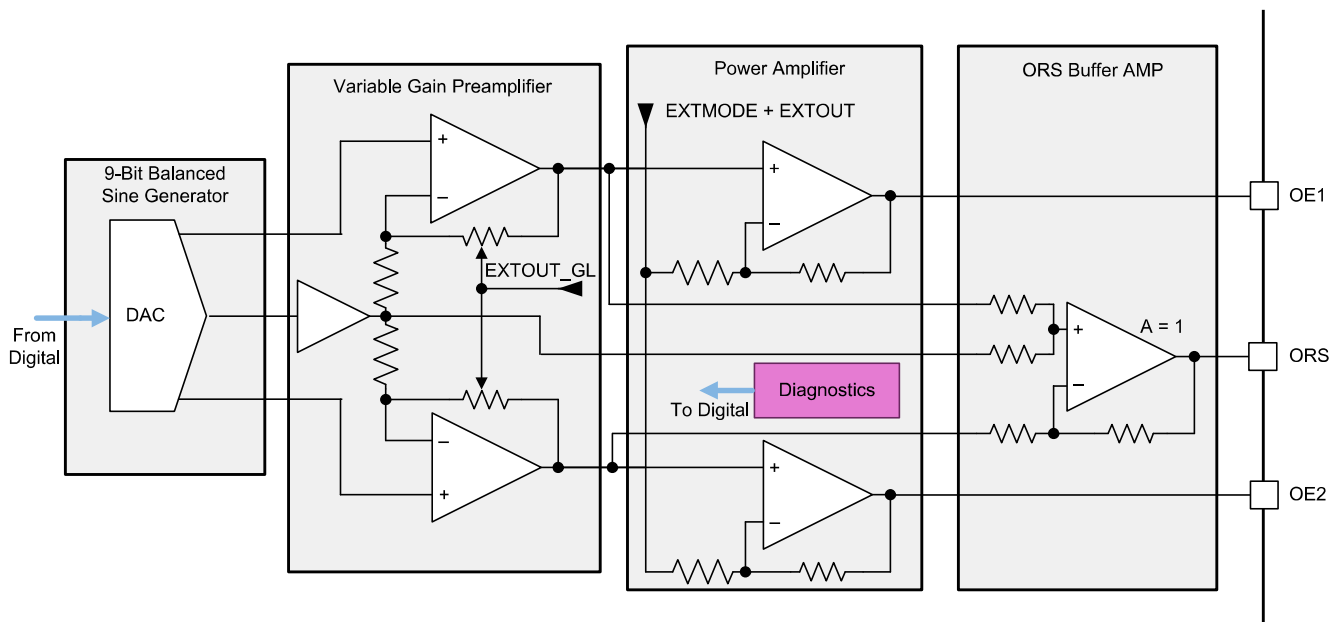 9-Bit Balanced
Sine Generator
DAC
From
Digital
Variable Gain Preamplifier
+
−
EXTOUT_GL
−
+
Power Amplifier
EXTMODE + EXTOUT
+
−
Diagnostics
To Digital
+
−
ORS Buffer AMP
A = 1
+
−
OE1
ORS
OE2